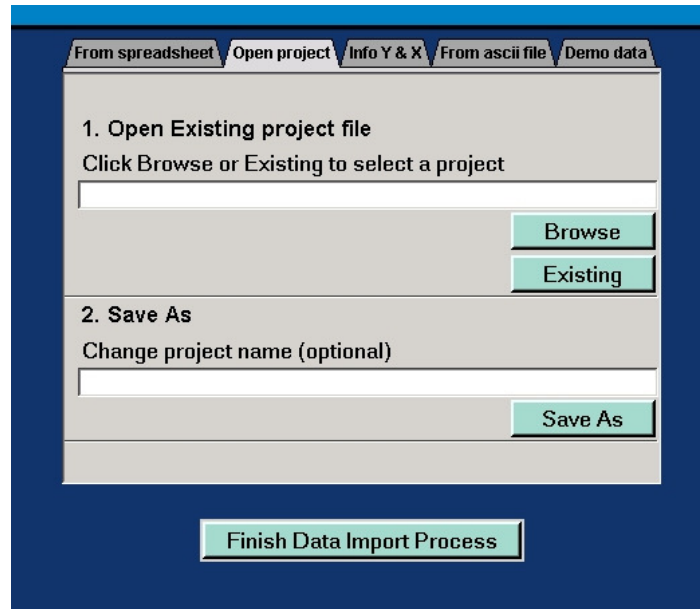 From spreadsheet Open project Info Y & X From ascii file Demo data
1. Open Existing project file
Click Browse or Existing to select a project
Browse
Existing
2. Save As
Change project name (optional)
Save As
Finish Data Import Process